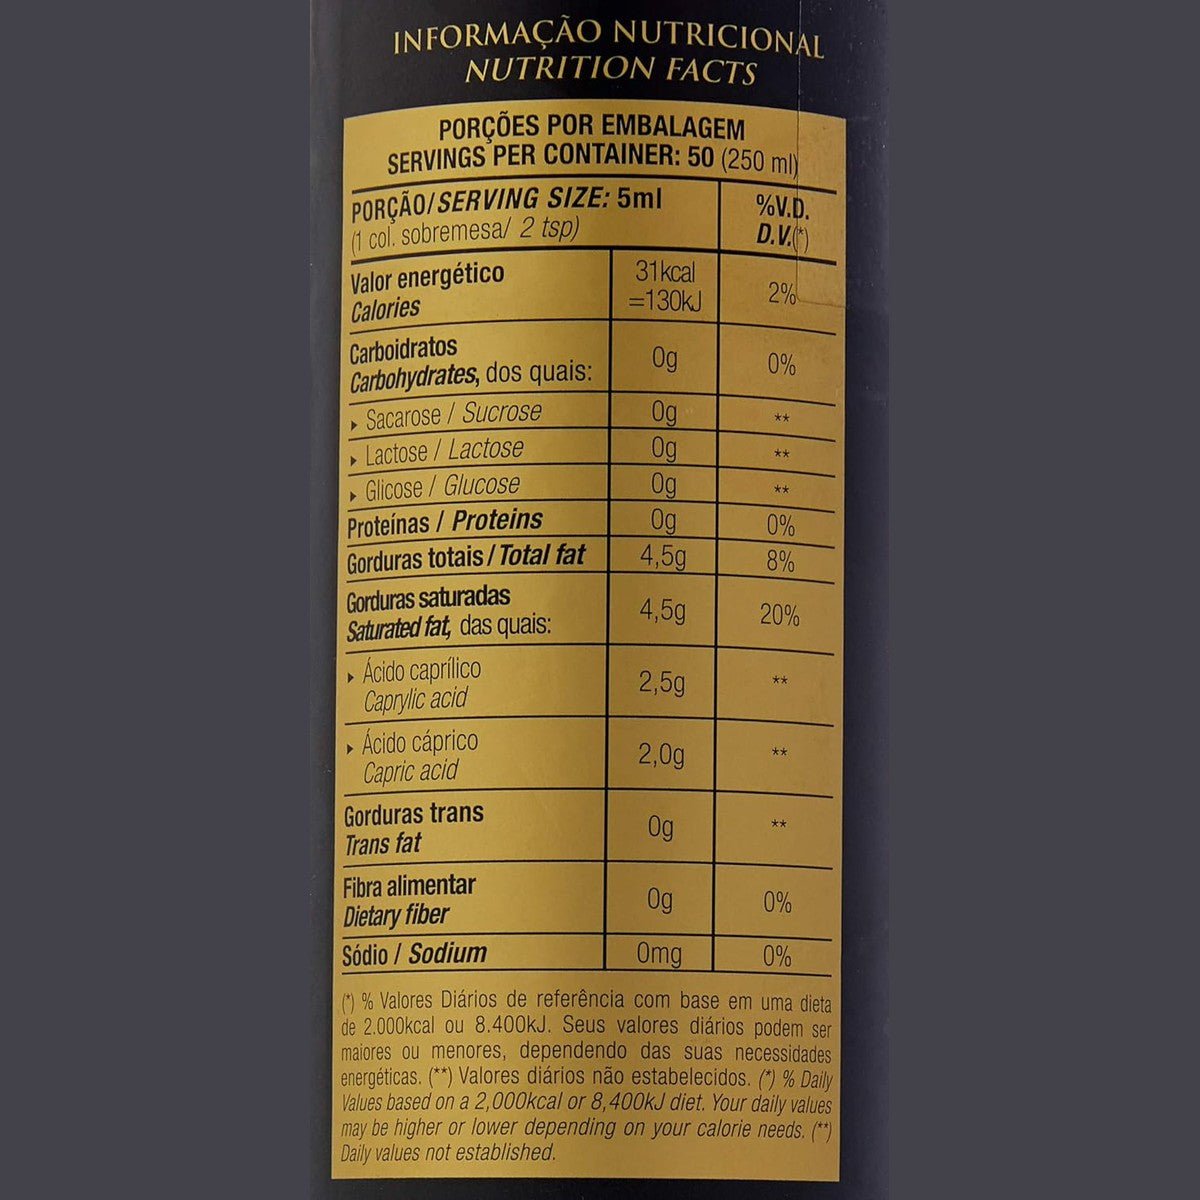 INFORMAÇÃO NUTRICIONAL
NUTRITION FACTS
PORÇÕES POR EMBALAGEM
SERVINGS PER CONTAINER: 50 (250 ml)
PORÇÃO/SERVING SIZE: 5ml
(1 col. sobremesa/ 2 tsp)
%V.D.
D.V.(*)
Valor energético
Calories
31kcal
=130kJ
2%
Carboidratos
Carbohydrates, dos quais:
0g
0%
▸ Sacarose / Sucrose 0g **
▸ Lactose / Lactose 0g **
▸ Glicose / Glucose 0g **
Proteínas / Proteins 0g 0%
Gorduras totais / Total fat 4,5g 8%
Gorduras saturadas
Saturated fat, das quais:
4,5g
20%
▸ Ácido caprílico
Caprylic acid
2,5g
**
▸ Ácido cáprico
Capric acid
2,0g
**
Gorduras trans
Trans fat
0g
**
Fibra alimentar
Dietary fiber
0g
0%
Sódio / Sodium 0mg 0%
(*) % Valores Diários de referência com base em uma dieta
de 2.000kcal ou 8.400kJ. Seus valores diários podem ser
maiores ou menores, dependendo das suas necessidades
energéticas. (**) Valores diários não estabelecidos. (*) % Daily
Values based on a 2,000kcal or 8,400kJ diet. Your daily values
may be higher or lower depending on your calorie needs. (**)
Daily values not established.